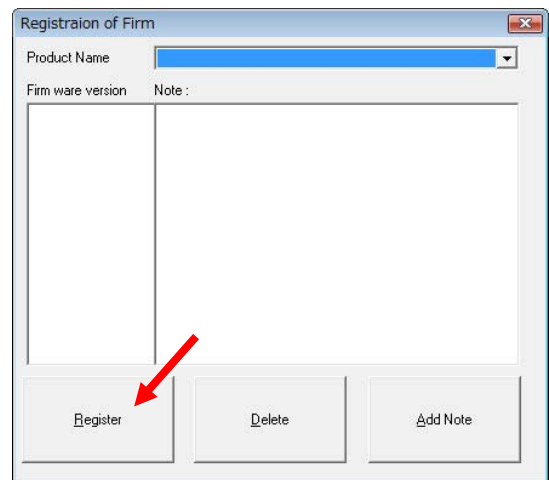 Registraion of Firm
Product Name
Firm ware version Note :
Register Delete Add Note